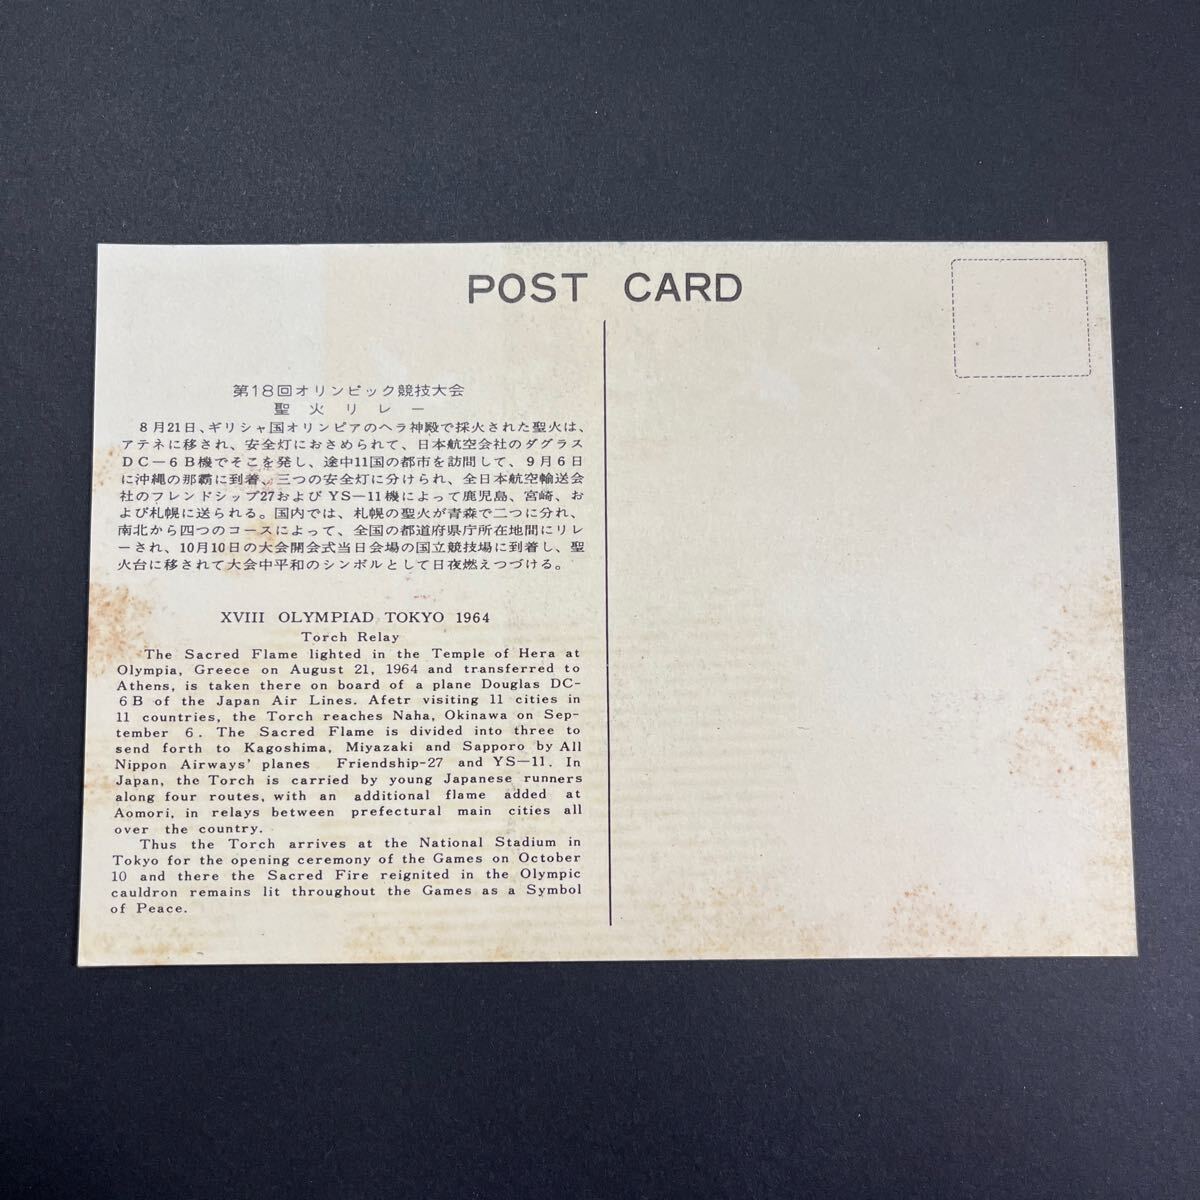 POST CARD
第18回オリンピック競技大会
聖火リレー
8月21日、ギリシャ国オリンピアのヘラ神殿で採火された聖火は、
アテネに移され、安全灯におさめられて、日本航空会社のダグラス
DC－6B機でそこを発し、途中11国の都市を訪問して、9月6日
に沖縄の那覇に到着、三つの安全灯に分けられ、全日本航空輸送会
社のフレンドシップ27およびYS－11機によって鹿児島、宮崎、お
よび札幌に送られる。国内では、札幌の聖火が青森で二つに分れ、
南北から四つのコースによって、全国の都道府県庁所在地間にリレ
ーされ、10月10日の大会開会式当日会場の国立競技場に到着し、聖
火台に移されて大会中平和のシンボルとして日夜燃えつづける。
XVIII OLYMPIAD TOKYO 1964
Torch Relay
The Sacred Flame lighted in the Temple of Hera at
Olympia, Greece on August 21, 1964 and transferred to
Athens, is taken there on board of a plane Douglas DC-
6B of the Japan Air Lines. Afetr visiting 11 cities in
11 countries, the Torch reaches Naha, Okinawa on Sep-
tember 6. The Sacred Flame is divided into three to
send forth to Kagoshima, Miyazaki and Sapporo by All
Nippon Airways' planes Friendship-27 and YS—11. In
Japan, the Torch is carried by young Japanese runners
along four routes, with an additional flame added at
Aomori, in relays between prefectural main cities all
over the country.
Thus the Torch arrives at the National Stadium in
Tokyo for the opening ceremony of the Games on October
10 and there the Sacred Fire reignited in the Olympic
cauldron remains lit throughout the Games as a Symbol
of Peace.